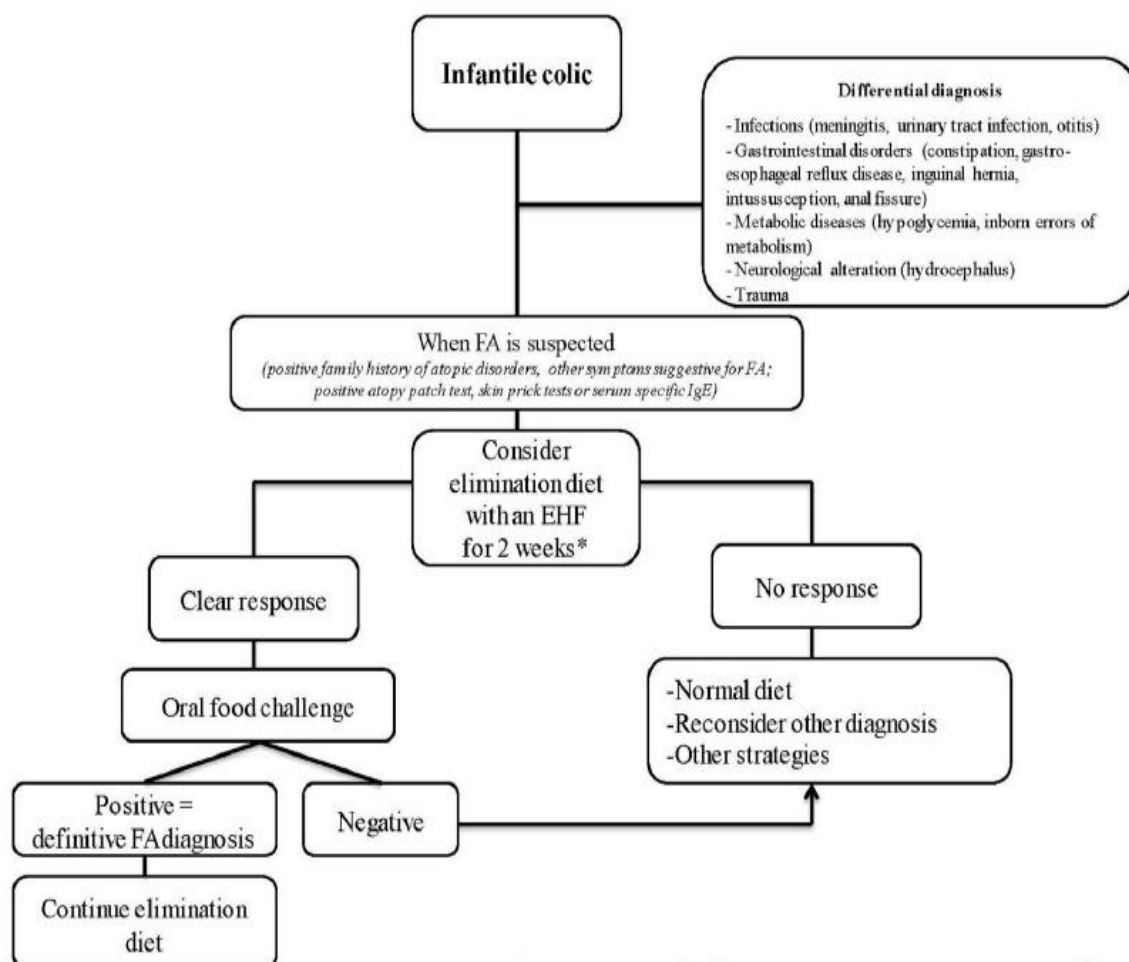 Infantile colic
Differential diagnosis
- Infections (meningitis, urinary tract infection, otitis)
- Gastrointestinal disorders (constipation, gastro-
esophageal reflux disease, inguinal hernia,
intussusception, anal fissure)
- Metabolic diseases (hypoglycemia, inborn errors of
metabolism)
- Neurological alteration (hydrocephalus)
- Trauma
When FA is suspected
(positive family history of atopic disorders, other symptoms suggestive for FA;
positive atopy patch test, skin prick tests or serum specific IgE)
Consider
elimination diet
with an EHF
for 2 weeks*
Clear response
No response
Oral food challenge
-Normal diet
-Reconsider other diagnosis
-Other strategies
Positive =
definitive FA diagnosis
Negative
Continue elimination
diet